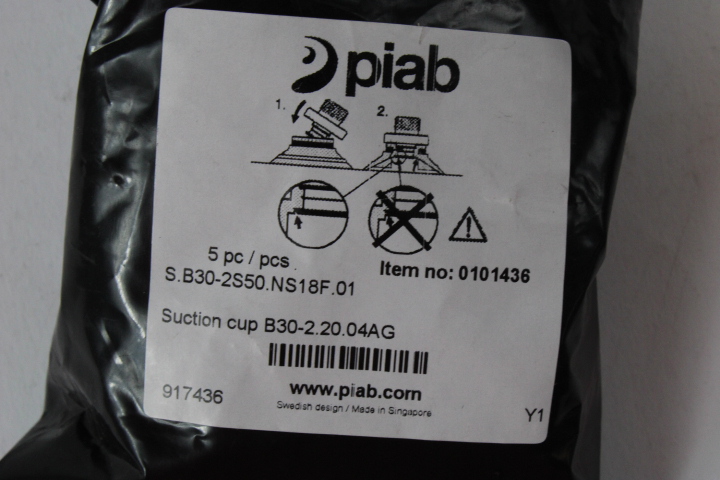 piab
1.
2.
5 pc / pcs.
Item no: 0101436
S.B30-2S50.NS18F.01
Suction cup B30-2.20.04AG
917436
www.piab.com
Swedish design / Made in Singapore
Y1